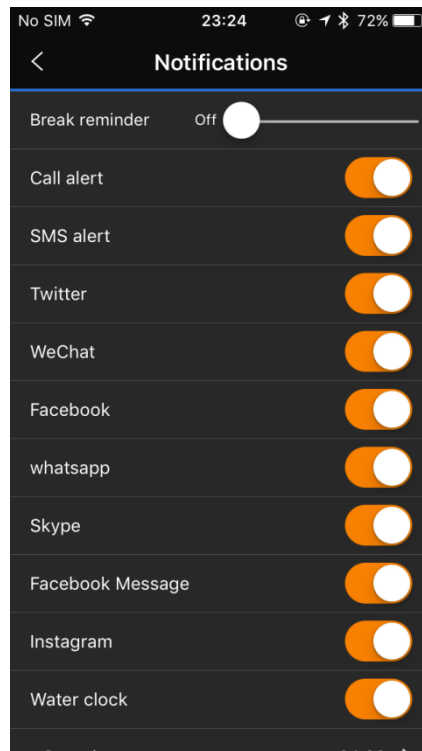 No SIM 23:24 72%
Notifications
Break reminder Off
Call alert
SMS alert
Twitter
WeChat
Facebook
whatsapp
Skype
Facebook Message
Instagram
Water clock